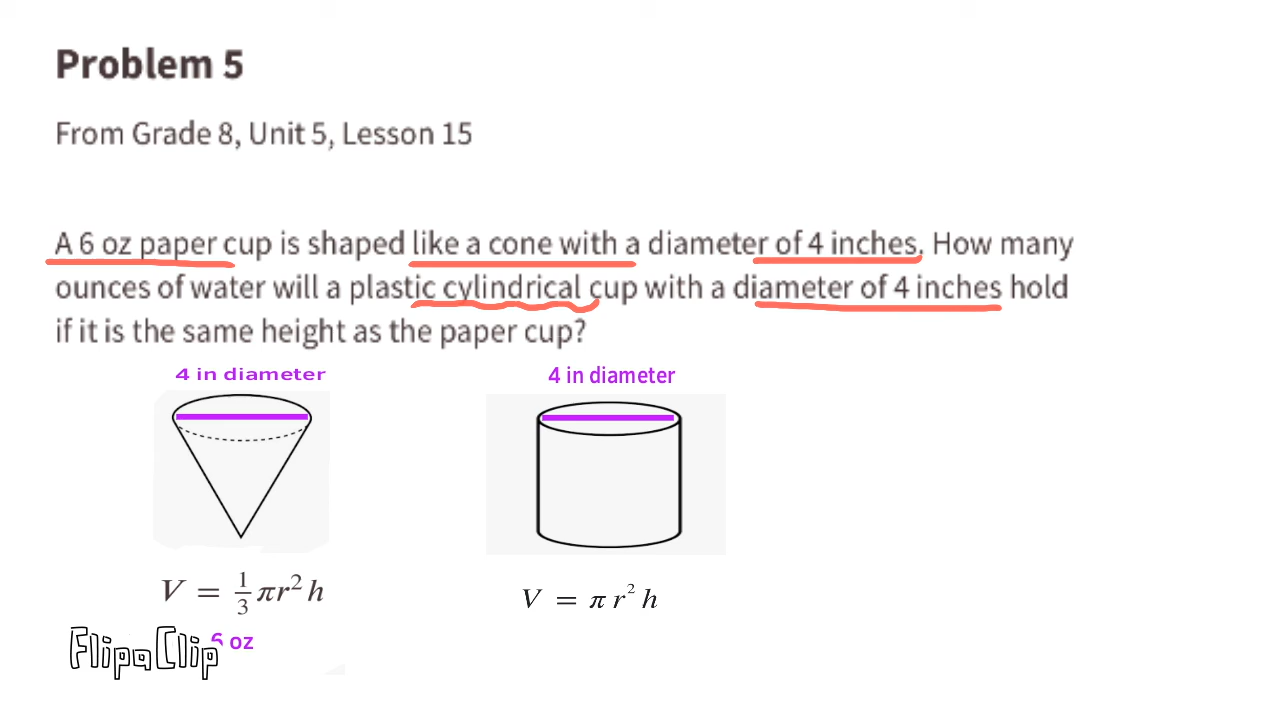 Problem 5
From Grade 8, Unit 5, Lesson 15
A 6 oz paper cup is shaped like a cone with a diameter of 4 inches. How many
ounces of water will a plastic cylindrical cup with a diameter of 4 inches hold
if it is the same height as the paper cup?
4 in diameter
4 in diameter
V = 1/3 πr² h
V = π r² h
6 oz
FlipaClip